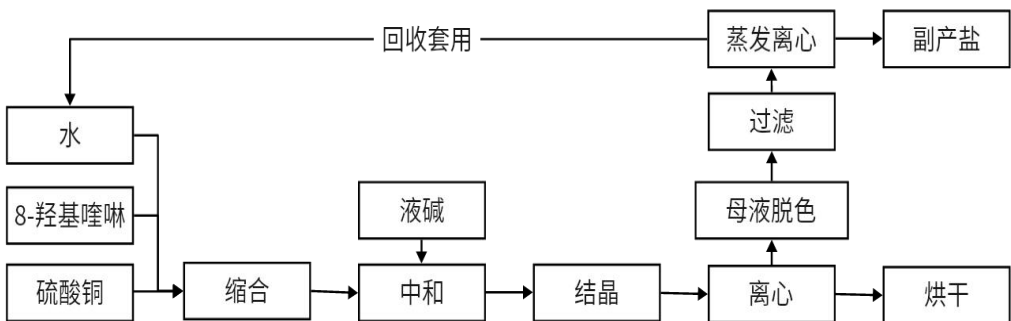 回收套用
蒸发离心
副产盐
水
过滤
8-羟基喹啉
液碱
母液脱色
硫酸铜
缩合
中和
结晶
离心
烘干